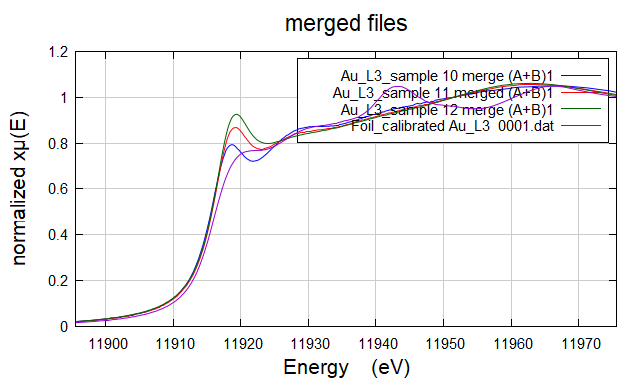 merged files
normalized xμ(E)
1.2
1
0.8
0.6
0.4
0.2
0
Au_L3_sample 10 merge (A+B)1
Au_L3_sample 11 merged (A+B)1
Au_L3_sample 12 merge (A+B)1
Foil_calibrated Au_L3_0001.dat
11900 11910 11920 11930 11940 11950 11960 11970
Energy (eV)